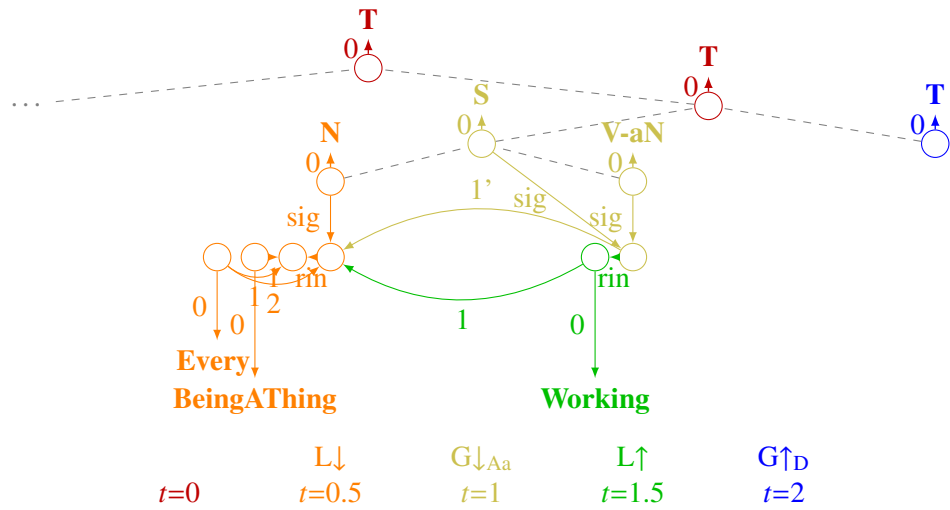 T
0
T
0
...
S
0
T
0
N
0
V-aN
0
sig
1'
sig
sig
1
rin
1
2
rin
0
0
1
0
Every
BeingAThing
Working
L↓ G↓Aa L↑ G↑D
t=0 t=0.5 t=1 t=1.5 t=2